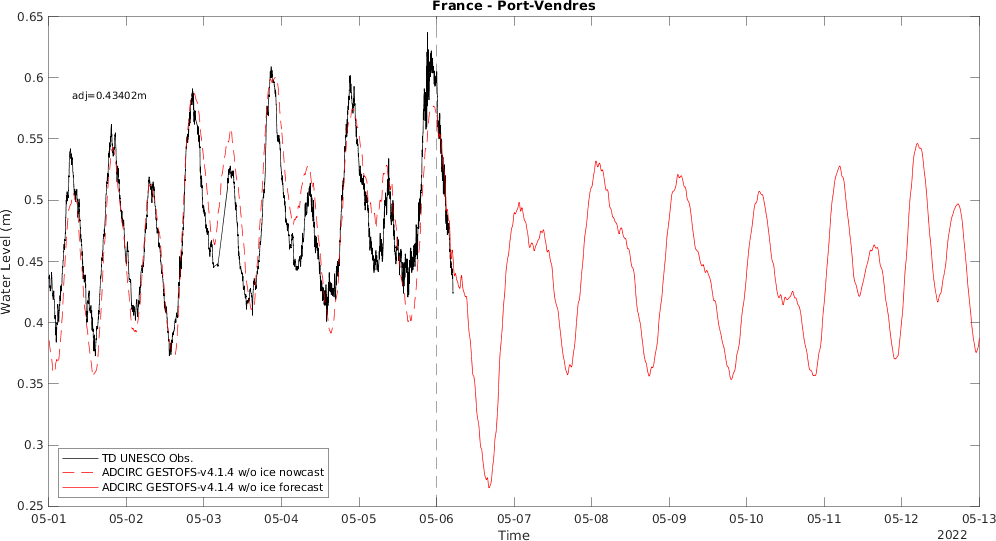 France - Port-Vendres
0.65
0.6
0.55
0.5
0.45
0.4
0.35
0.3
0.25
Water Level (m)
adj=0.43402m
TD UNESCO Obs.
ADCIRC GESTOFS-v4.1.4 w/o ice nowcast
ADCIRC GESTOFS-v4.1.4 w/o ice forecast
05-01 05-02 05-03 05-04 05-05 05-06 05-07 05-08 05-09 05-10 05-11 05-12 05-13
Time
2022